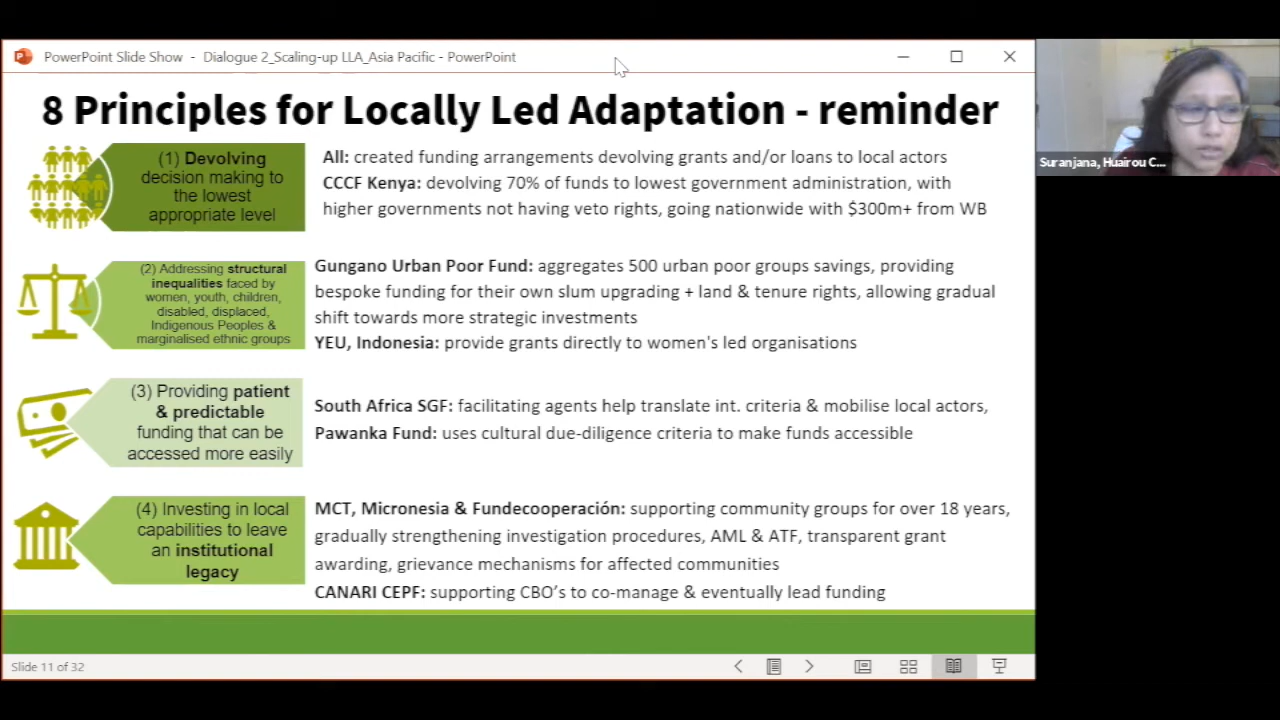 PowerPoint Slide Show - Dialogue 2_Scaling-up LLA_Asia Pacific - PowerPoint
8 Principles for Locally Led Adaptation - reminder
(1) Devolving
decision making to
the lowest
appropriate level
All: created funding arrangements devolving grants and/or loans to local actors
CCCF Kenya: devolving 70% of funds to lowest government administration, with
higher governments not having veto rights, going nationwide with $300m+ from WB
(2) Addressing structural
inequalities faced by
women, youth, children,
disabled, displaced,
Indigenous Peoples &
marginalised ethnic groups
Gungano Urban Poor Fund: aggregates 500 urban poor groups savings, providing
bespoke funding for their own slum upgrading + land & tenure rights, allowing gradual
shift towards more strategic investments
YEU, Indonesia: provide grants directly to women's led organisations
(3) Providing patient
& predictable
funding that can be
accessed more easily
South Africa SGF: facilitating agents help translate int. criteria & mobilise local actors,
Pawanka Fund: uses cultural due-diligence criteria to make funds accessible
(4) Investing in local
capabilities to leave
an institutional
legacy
MCT, Micronesia & Fundecooperación: supporting community groups for over 18 years,
gradually strengthening investigation procedures, AML & ATF, transparent grant
awarding, grievance mechanisms for affected communities
CANARI CEPF: supporting CBO's to co-manage & eventually lead funding
Slide 11 of 32
Suranjana, Huairou C...